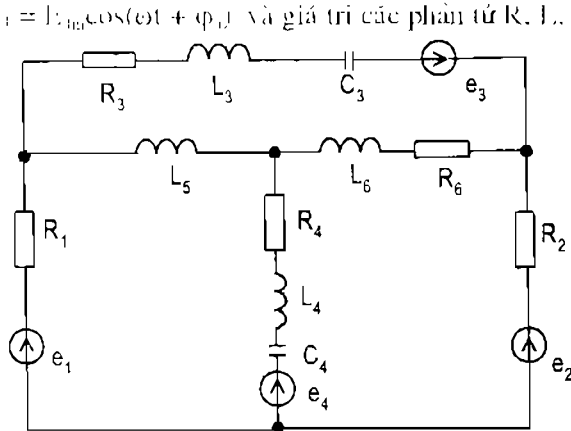 và giá trị các phần tử R, L,
R₃ L₃ C₃ e₃
L₅ L₆ R₆
R₁ R₄ R₂
L₄
C₄
e₁ e₄ e₂